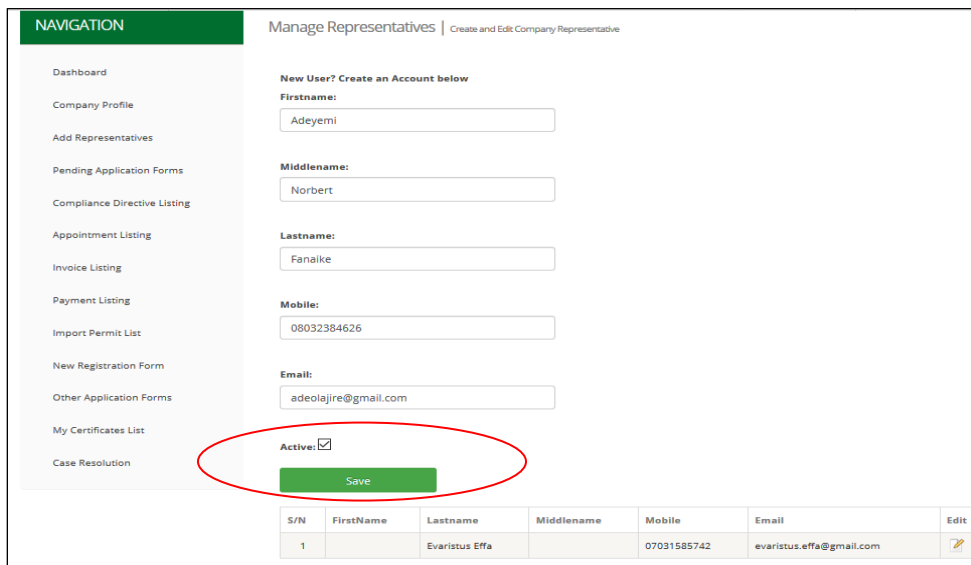 NAVIGATION
Dashboard
Company Profile
Add Representatives
Pending Application Forms
Compliance Directive Listing
Appointment Listing
Invoice Listing
Payment Listing
Import Permit List
New Registration Form
Other Application Forms
My Certificates List
Case Resolution
Manage Representatives | Create and Edit Company Representative
New User? Create an Account below
Firstname:
Adeyemi
Middlename:
Norbert
Lastname:
Fanaike
Mobile:
08032384626
Email:
adeolajire@gmail.com
Active:
Save
S/N FirstName Lastname Middlename Mobile Email Edit
1 Evaristus Effa 07031585742 evaristus.effa@gmail.com